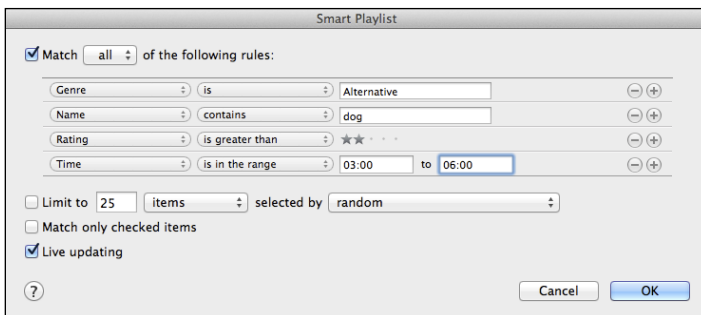 Smart Playlist
Match all of the following rules:
Genre is Alternative
Name contains dog
Rating is greater than
Time is in the range 03:00 to 06:00
Limit to 25 items selected by random
Match only checked items
Live updating
? Cancel OK